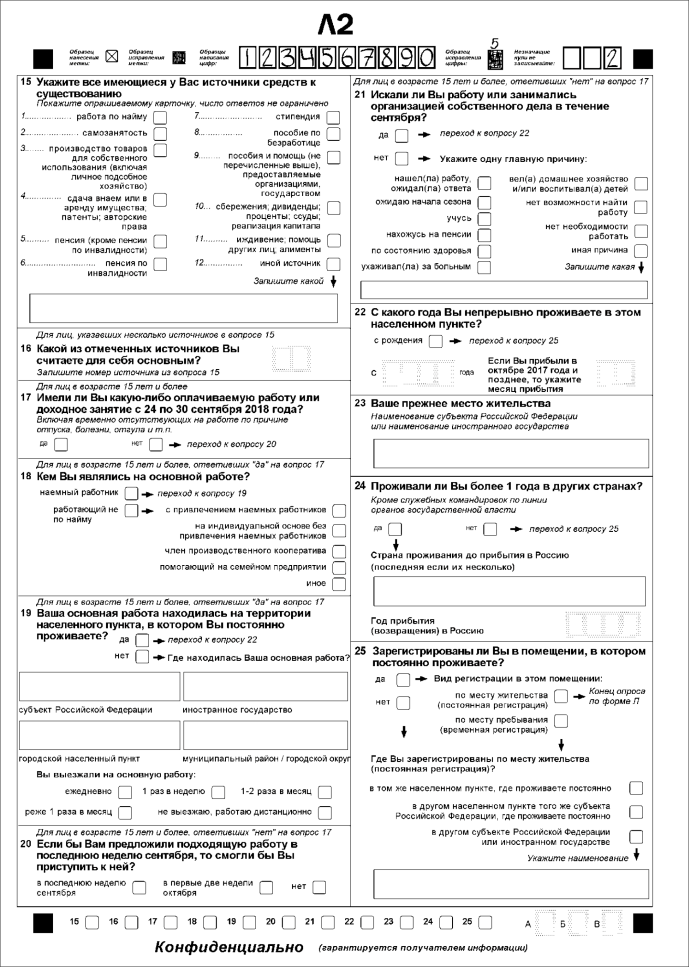 Л2
Образец нанесения метки:
Образец исправления метки:
Образцы написания цифр: 1 2 3 4 5 6 7 8 9 0
Образец исправления цифры: 5
Незначащие нули не записывайте: 2
15 Укажите все имеющиеся у Вас источники средств к
существованию
Покажите опрашиваемому карточку, число ответов не ограничено
1..................... работа по найму
2..................... самозанятость
3....... производство товаров
для собственного
использования (включая
личное подсобное
хозяйство)
4.................. сдача внаем или в
аренду имущества;
патенты; авторские
права
5......... пенсия (кроме пенсии
по инвалидности)
6............................ пенсия по
инвалидности
7........................ стипендия
8................. пособие по
безработице
9......... пособия и помощь (не
перечисленные выше),
предоставляемые
организациями,
государством
10... сбережения; дивиденды;
проценты; ссуды;
реализация капитала
11.......... иждивение; помощь
других лиц; алименты
12............... иной источник
Запишите какой
Для лиц, указавших несколько источников в вопросе 15
16 Какой из отмеченных источников Вы
считаете для себя основным?
Запишите номер источника из вопроса 15
Для лиц в возрасте 15 лет и более
17 Имели ли Вы какую-либо оплачиваемую работу или
доходное занятие с 24 по 30 сентября 2018 года?
Включая временно отсутствующих на работе по причине
отпуска, болезни, отгула и т.п.
да нет переход к вопросу 20
Для лиц в возрасте 15 лет и более, ответивших "да" на вопрос 17
18 Кем Вы являлись на основной работе?
наемный работник переход к вопросу 19
работающий не
по найму
с привлечением наемных работников
на индивидуальной основе без
привлечения наемных работников
член производственного кооператива
помогающий на семейном предприятии
иное
Для лиц в возрасте 15 лет и более, ответивших "да" на вопрос 17
19 Ваша основная работа находилась на территории
населенного пункта, в котором Вы постоянно
проживаете? да переход к вопросу 22
нет Где находилась Ваша основная работа?
субъект Российской Федерации иностранное государство
городской населенный пункт муниципальный район / городской округ
Вы выезжали на основную работу:
ежедневно 1 раз в неделю 1-2 раза в месяц
реже 1 раза в месяц не выезжаю, работаю дистанционно
Для лиц в возрасте 15 лет и более, ответивших "нет" на вопрос 17
20 Если бы Вам предложили подходящую работу в
последнюю неделю сентября, то смогли бы Вы
приступить к ней?
в последнюю неделю
сентября
в первые две недели
октября
нет
Для лиц в возрасте 15 лет и более, ответивших "нет" на вопрос 17
21 Искали ли Вы работу или занимались
организацией собственного дела в течение
сентября?
да переход к вопросу 22
нет Укажите одну главную причину:
нашел(ла) работу,
ожидал(ла) ответа
ожидаю начала сезона
учусь
нахожусь на пенсии
по состоянию здоровья
ухаживал(ла) за больным
вел(а) домашнее хозяйство
и/или воспитывал(а) детей
нет возможности найти
работу
нет необходимости
работать
иная причина
Запишите какая
22 С какого года Вы непрерывно проживаете в этом
населенном пункте?
с рождения переход к вопросу 25
с года
Если Вы прибыли в
октябре 2017 года и
позднее, то укажите
месяц прибытия
23 Ваше прежнее место жительства
Наименование субъекта Российской Федерации
или наименование иностранного государства
24 Проживали ли Вы более 1 года в других странах?
Кроме служебных командировок по линии
органов государственной власти
да нет переход к вопросу 25
Страна проживания до прибытия в Россию
(последняя если их несколько)
Год прибытия
(возвращения) в Россию
25 Зарегистрированы ли Вы в помещении, в котором
постоянно проживаете?
да Вид регистрации в этом помещении:
нет
по месту жительства
(постоянная регистрация)
Конец опроса
по форме Л
по месту пребывания
(временная регистрация)
Где Вы зарегистрированы по месту жительства
(постоянная регистрация)?
в том же населенном пункте, где проживаете постоянно
в другом населенном пункте того же субъекта
Российской Федерации, где проживаете постоянно
в другом субъекте Российской Федерации
или иностранном государстве
Укажите наименование
15 16 17 18 19 20 21 22 23 24 25 А Б В
Конфиденциально (гарантируется получателем информации)